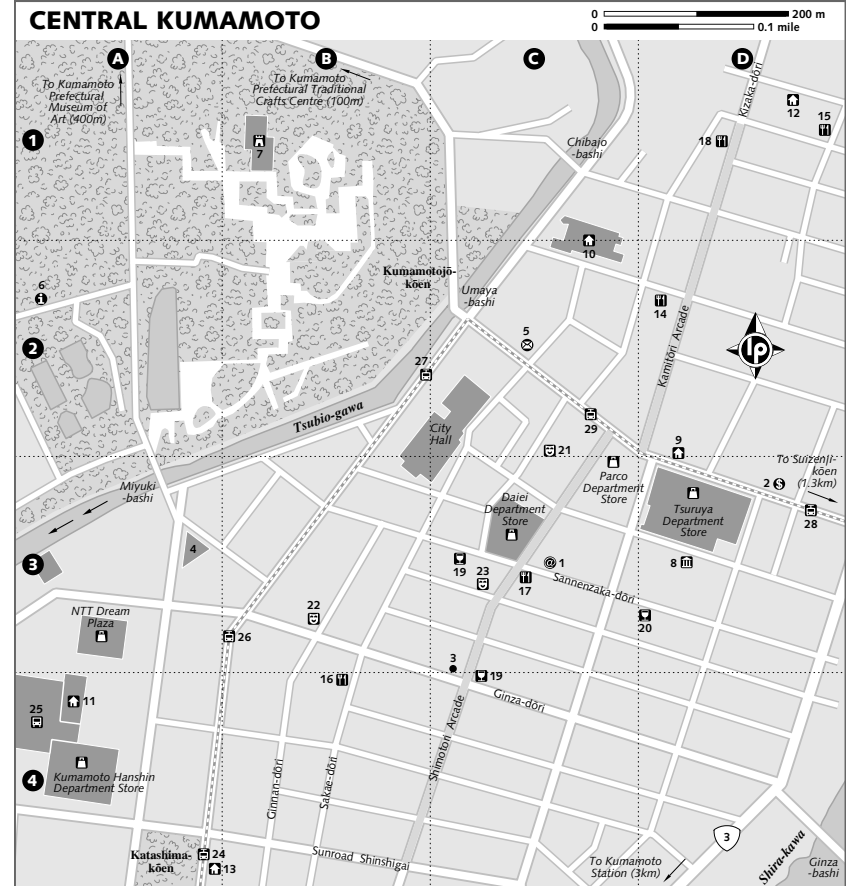 CENTRAL KUMAMOTO
0 200 m
0 0.1 mile
A
B
C
D
To Kumamoto
Prefectural
Museum of
Art (400m)
To Kumamoto
Prefectural Traditional
Crafts Centre (100m)
Kizaka-dōri
12
15
1
7
18
Chibajo
-bashi
10
Kumamotojō-
kōen
Umaya
-bashi
6
14
5
2
27
Kamitōri Arcade
lp
Tsubio-gawa
City
Hall
29
21
9
To Suizenji-
kōen
(1.3km)
Miyuki
-bashi
Parco
Department
Store
2 $
Daiei
Department
Store
Tsuruya
Department
Store
28
3
4
19
23
@ 1
17
8
Sannenzaka-dōri
20
NTT Dream
Plaza
22
26
3
16
19
Ginza-dōri
25
11
Shimotori Arcade
4
Kumamoto Hanshin
Department Store
Ginnan-dōri
Sakae-dōri
3
Katashima-
kōen
24
13
Sunroad Shinshigai
To Kumamoto
Station (3km)
Shira-kawa
Ginza
-bashi